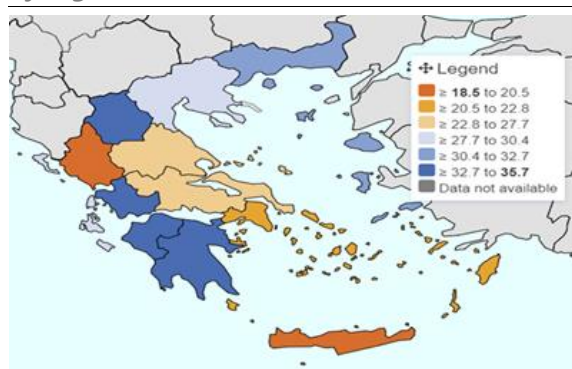 Legend
≥ 18.5 to 20.5
≥ 20.5 to 22.8
≥ 22.8 to 27.7
≥ 27.7 to 30.4
≥ 30.4 to 32.7
≥ 32.7 to 35.7
Data not available